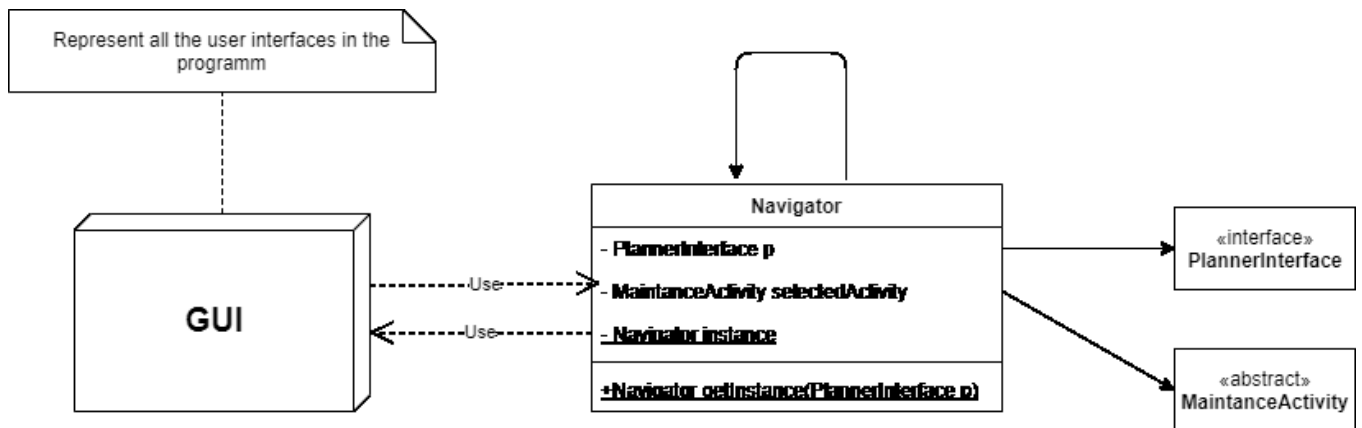 Represent all the user interfaces in the
programm
GUI
Use
Use
Navigator
- PlannerInterface p
- MaintanceActivity selectedActivity
- Navigator instance
+Navigator getInstance(PlannerInterface p)
«interface»
PlannerInterface
«abstract»
MaintanceActivity